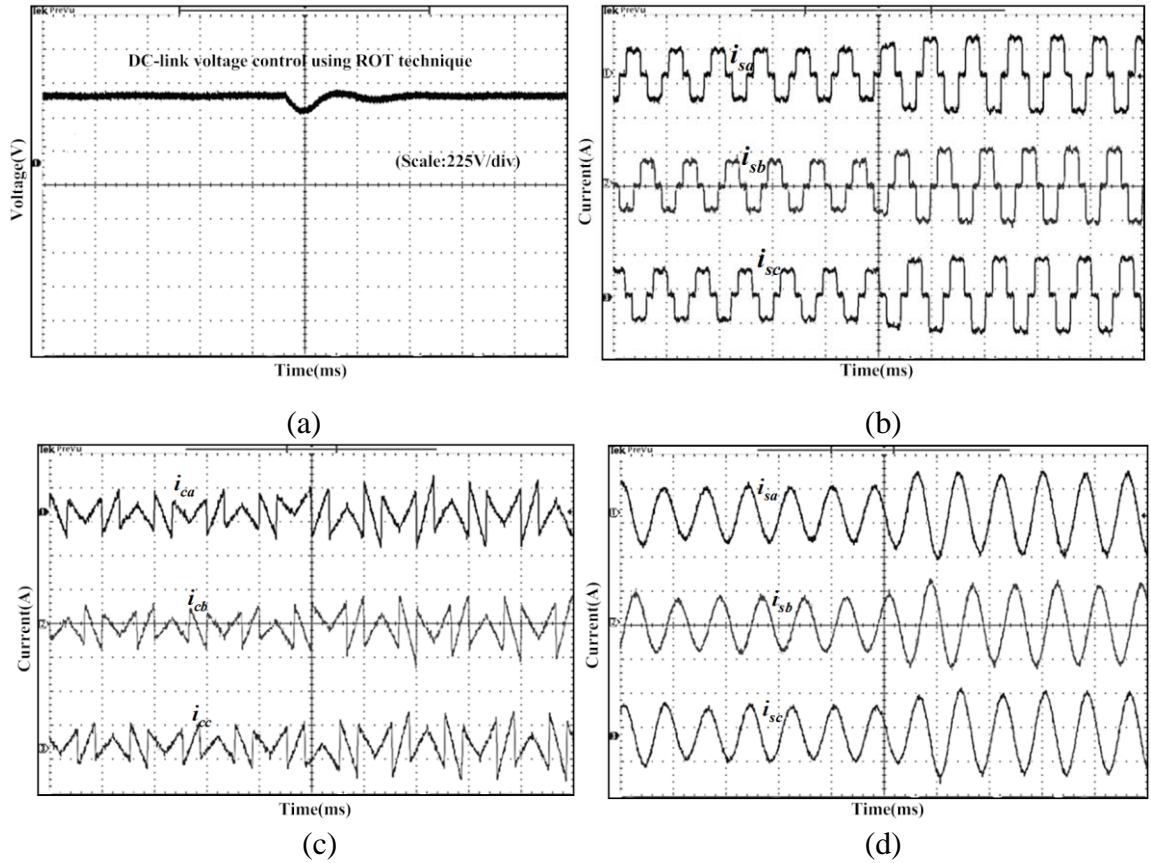 Tek PreVu
DC-link voltage control using ROT technique
Voltage(V)
(Scale:225V/div)
Time(ms)
(a)
Tek PreVu
Current(A)
isa
isb
isc
Time(ms)
(b)
Tek PreVu
Current(A)
ica
icb
icc
Time(ms)
(c)
Tek PreVu
Current(A)
isa
isb
isc
Time(ms)
(d)